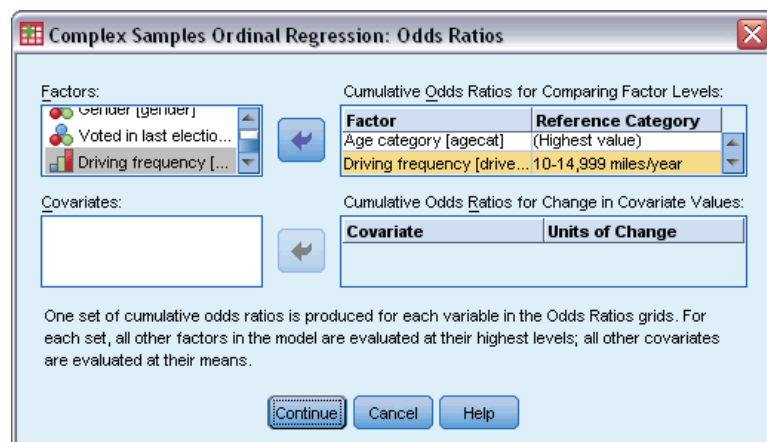 Complex Samples Ordinal Regression: Odds Ratios
Factors:
Gender [gender]
Voted in last electio...
Driving frequency [...
Cumulative Odds Ratios for Comparing Factor Levels:
Factor Reference Category
Age category [agecat] (Highest value)
Driving frequency [drive... 10-14,999 miles/year
Covariates:
Cumulative Odds Ratios for Change in Covariate Values:
Covariate Units of Change
One set of cumulative odds ratios is produced for each variable in the Odds Ratios grids. For
each set, all other factors in the model are evaluated at their highest levels; all other covariates
are evaluated at their means.
Continue Cancel Help